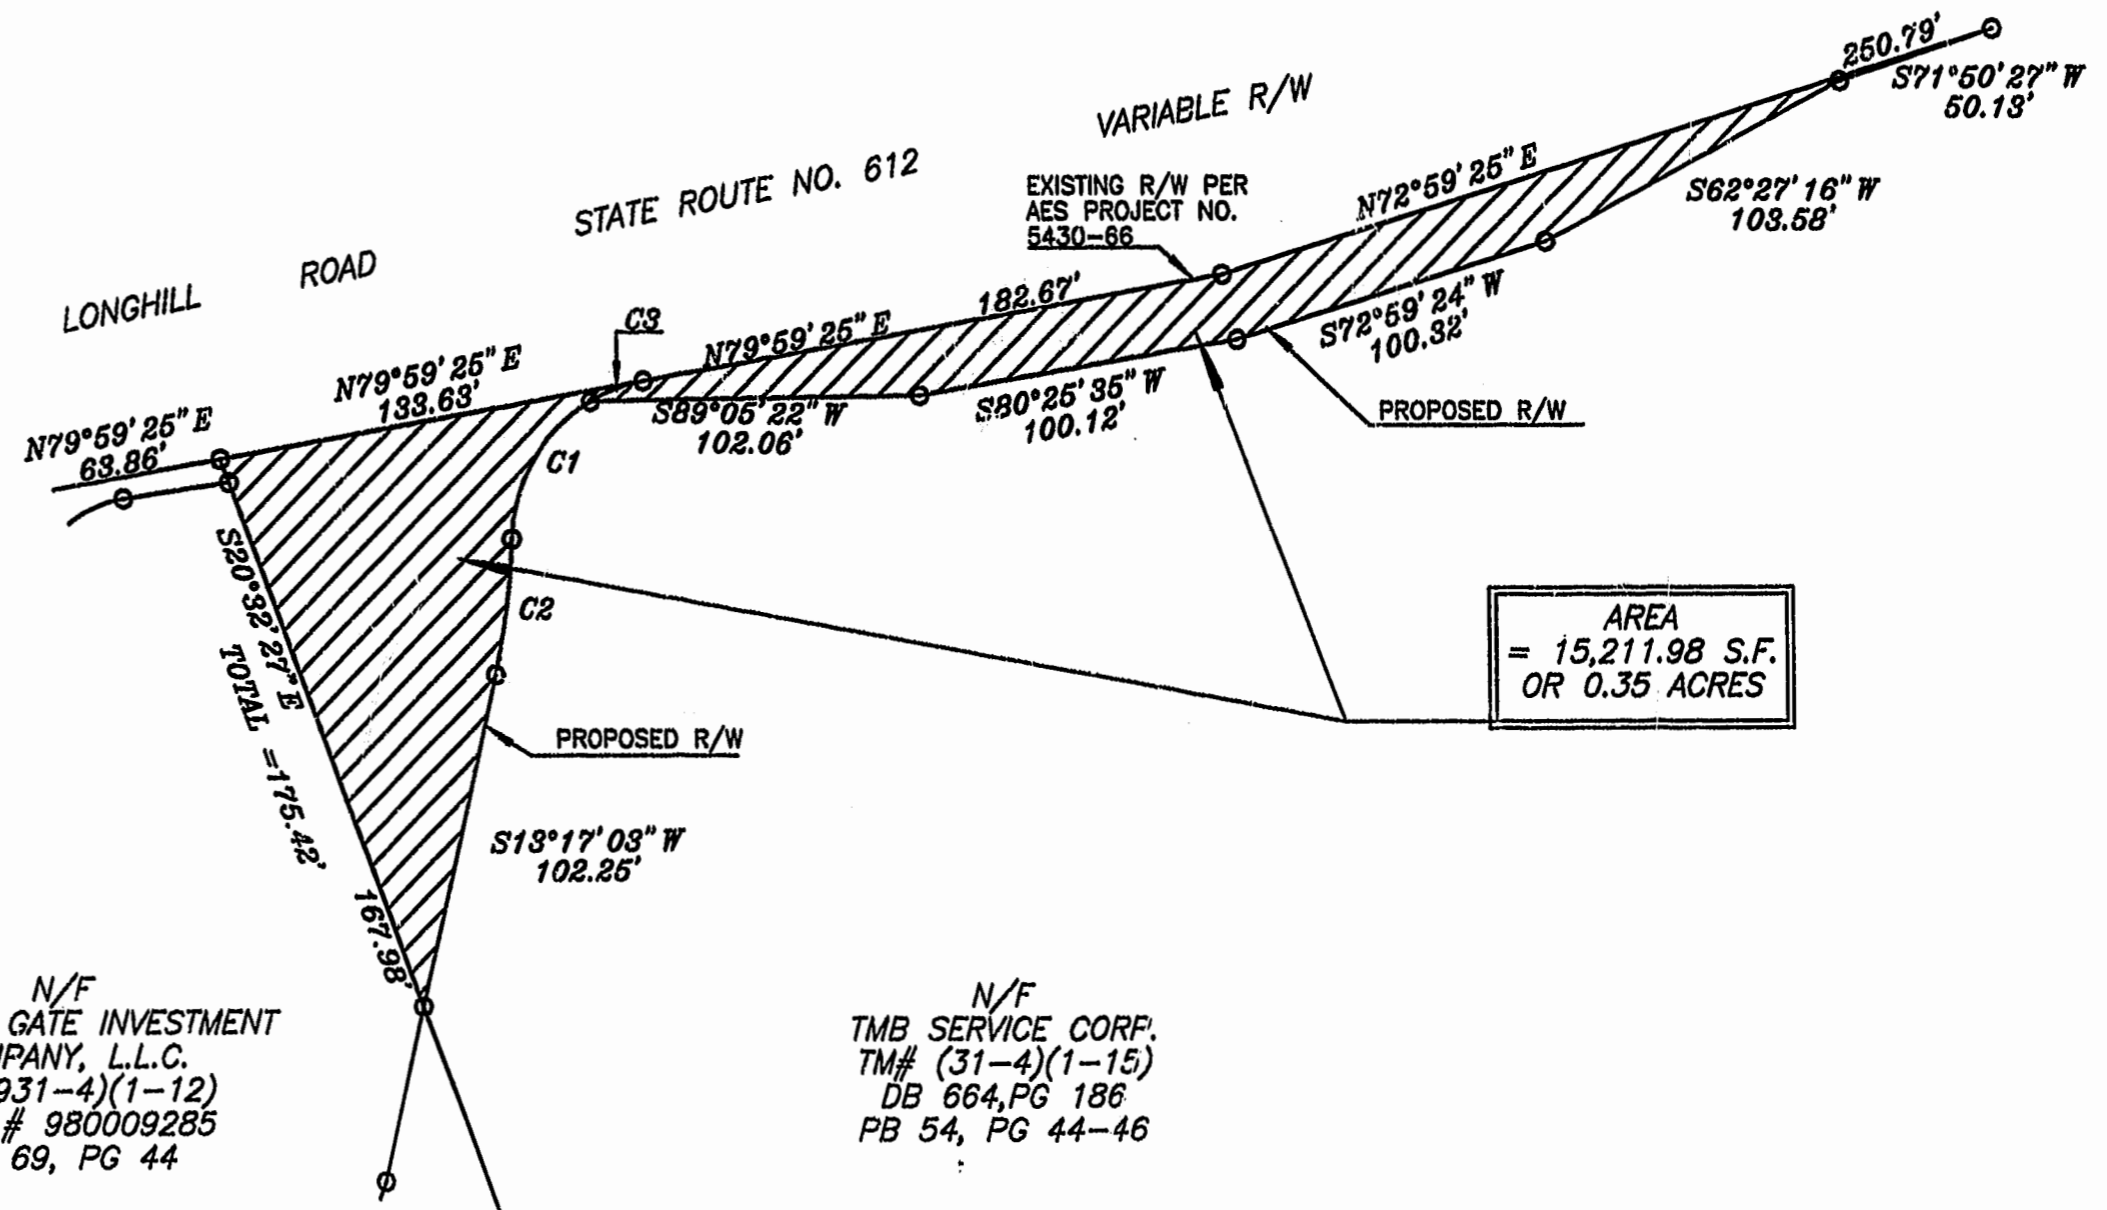 250.79'
S71°50'27" W
50.13'
VARIABLE R/W
STATE ROUTE NO. 612
EXISTING R/W PER
AES PROJECT NO.
5430-66
N72°59'25" E
S62°27'16" W
103.58'
LONGHILL ROAD
182.67'
C3
N79°59'25" E
S72°59'24" W
100.32'
N79°59'25" E
133.63'
S80°25'35" W
100.12'
PROPOSED R/W
S89°05'22" W
102.06'
N79°59'25" E
63.86'
C1
S20°32'27" E
TOTAL =175.42'
C2
AREA
= 15,211.98 S.F.
OR 0.35 ACRES
PROPOSED R/W
S13°17'03" W
102.25'
167.98'
N/F
GATE INVESTMENT
PANY, L.L.C.
931-4)(1-12)
# 980009285
69, PG 44
N/F
TMB SERVICE CORP.
TM# (31-4)(1-15)
DB 664,PG 186
PB 54, PG 44-46